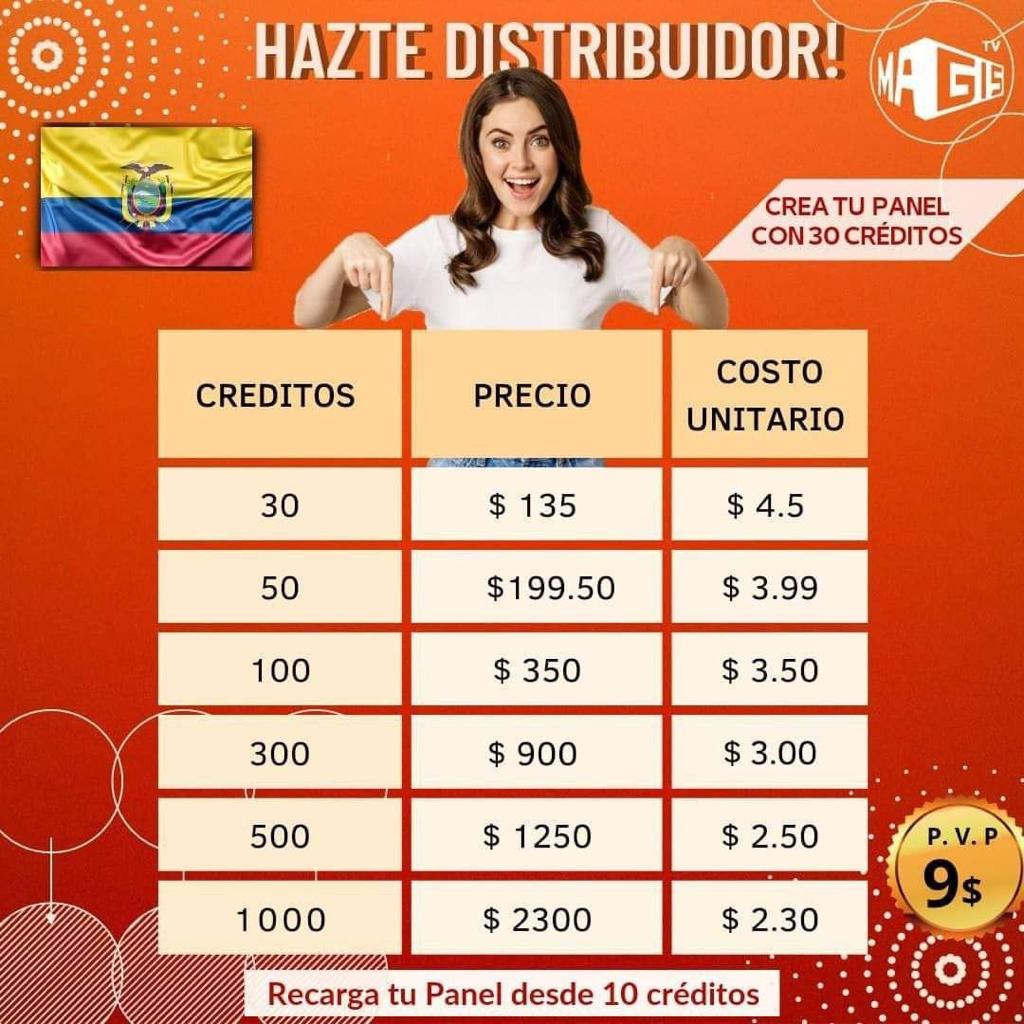 HAZTE DISTRIBUIDOR!
MAGIS TV
CREA TU PANEL
CON 30 CRÉDITOS
CREDITOS PRECIO COSTO UNITARIO
30 $ 135 $ 4.5
50 $199.50 $ 3.99
100 $ 350 $ 3.50
300 $ 900 $ 3.00
500 $ 1250 $ 2.50
1000 $ 2300 $ 2.30
P.V.P
9$
Recarga tu Panel desde 10 créditos